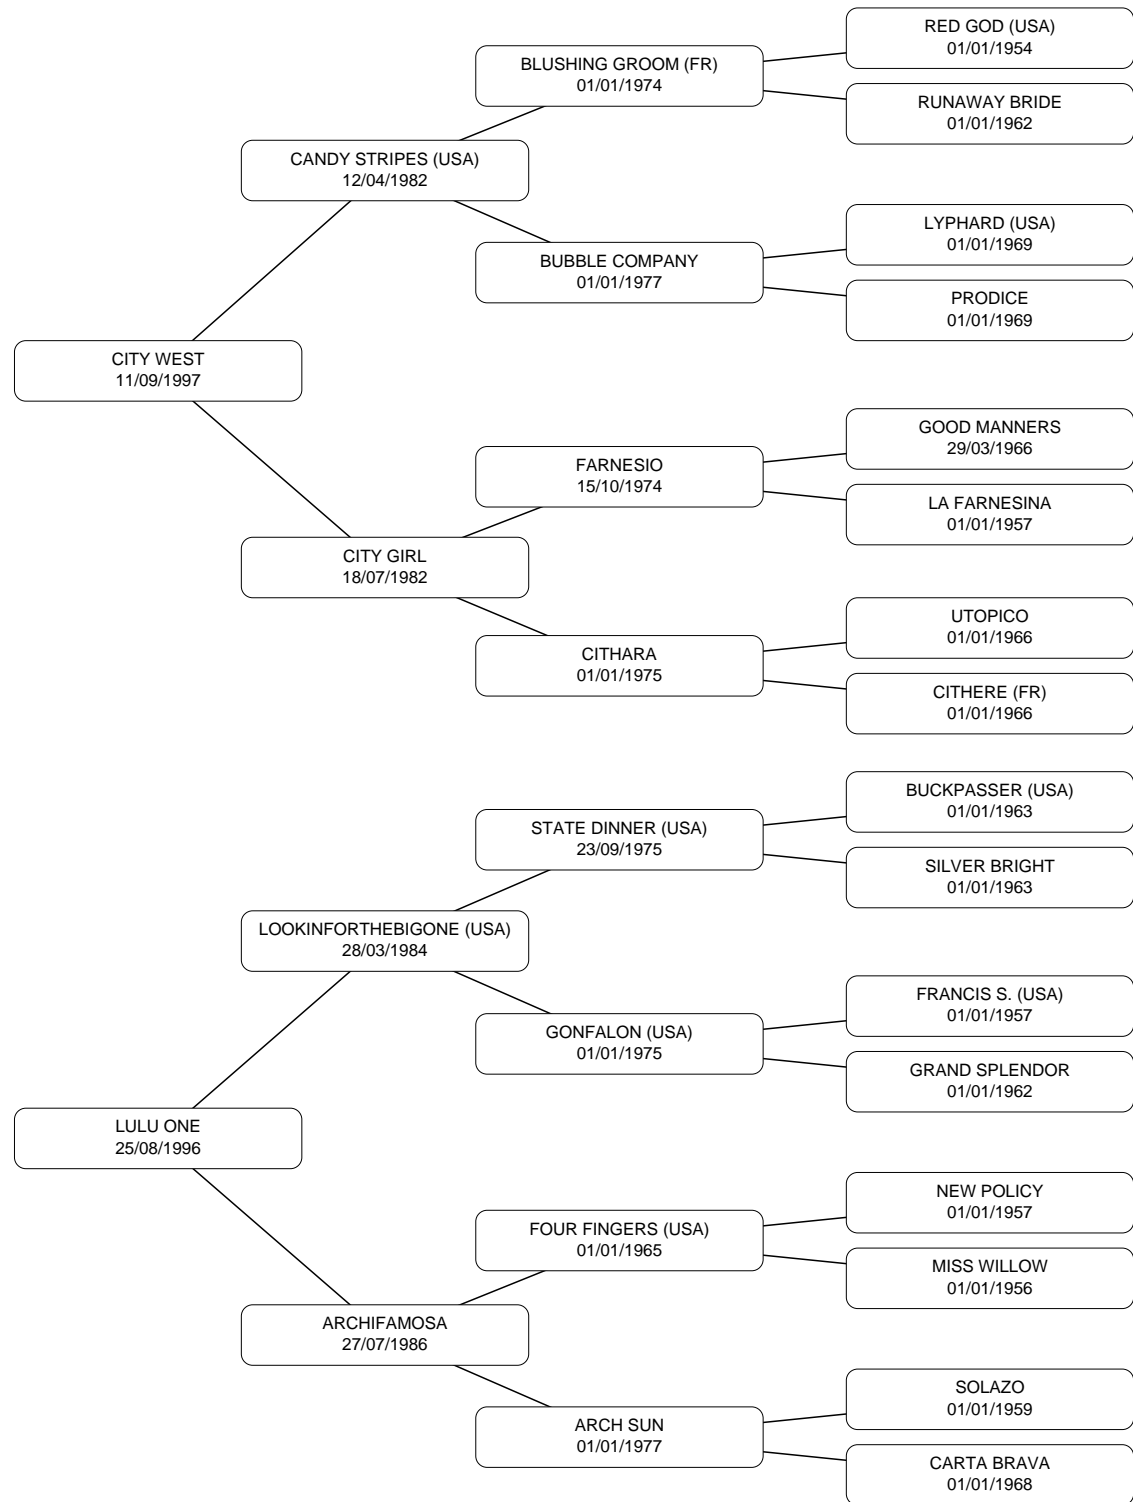 RED GOD (USA)
01/01/1954
BLUSHING GROOM (FR)
01/01/1974
RUNAWAY BRIDE
01/01/1962
CANDY STRIPES (USA)
12/04/1982
LYPHARD (USA)
01/01/1969
BUBBLE COMPANY
01/01/1977
PRODICE
01/01/1969
CITY WEST
11/09/1997
GOOD MANNERS
29/03/1966
FARNESIO
15/10/1974
LA FARNESINA
01/01/1957
CITY GIRL
18/07/1982
UTOPICO
01/01/1966
CITHARA
01/01/1975
CITHERE (FR)
01/01/1966
BUCKPASSER (USA)
01/01/1963
STATE DINNER (USA)
23/09/1975
SILVER BRIGHT
01/01/1963
LOOKINFORTHEBIGONE (USA)
28/03/1984
FRANCIS S. (USA)
01/01/1957
GONFALON (USA)
01/01/1975
GRAND SPLENDOR
01/01/1962
LULU ONE
25/08/1996
NEW POLICY
01/01/1957
FOUR FINGERS (USA)
01/01/1965
MISS WILLOW
01/01/1956
ARCHIFAMOSA
27/07/1986
SOLAZO
01/01/1959
ARCH SUN
01/01/1977
CARTA BRAVA
01/01/1968